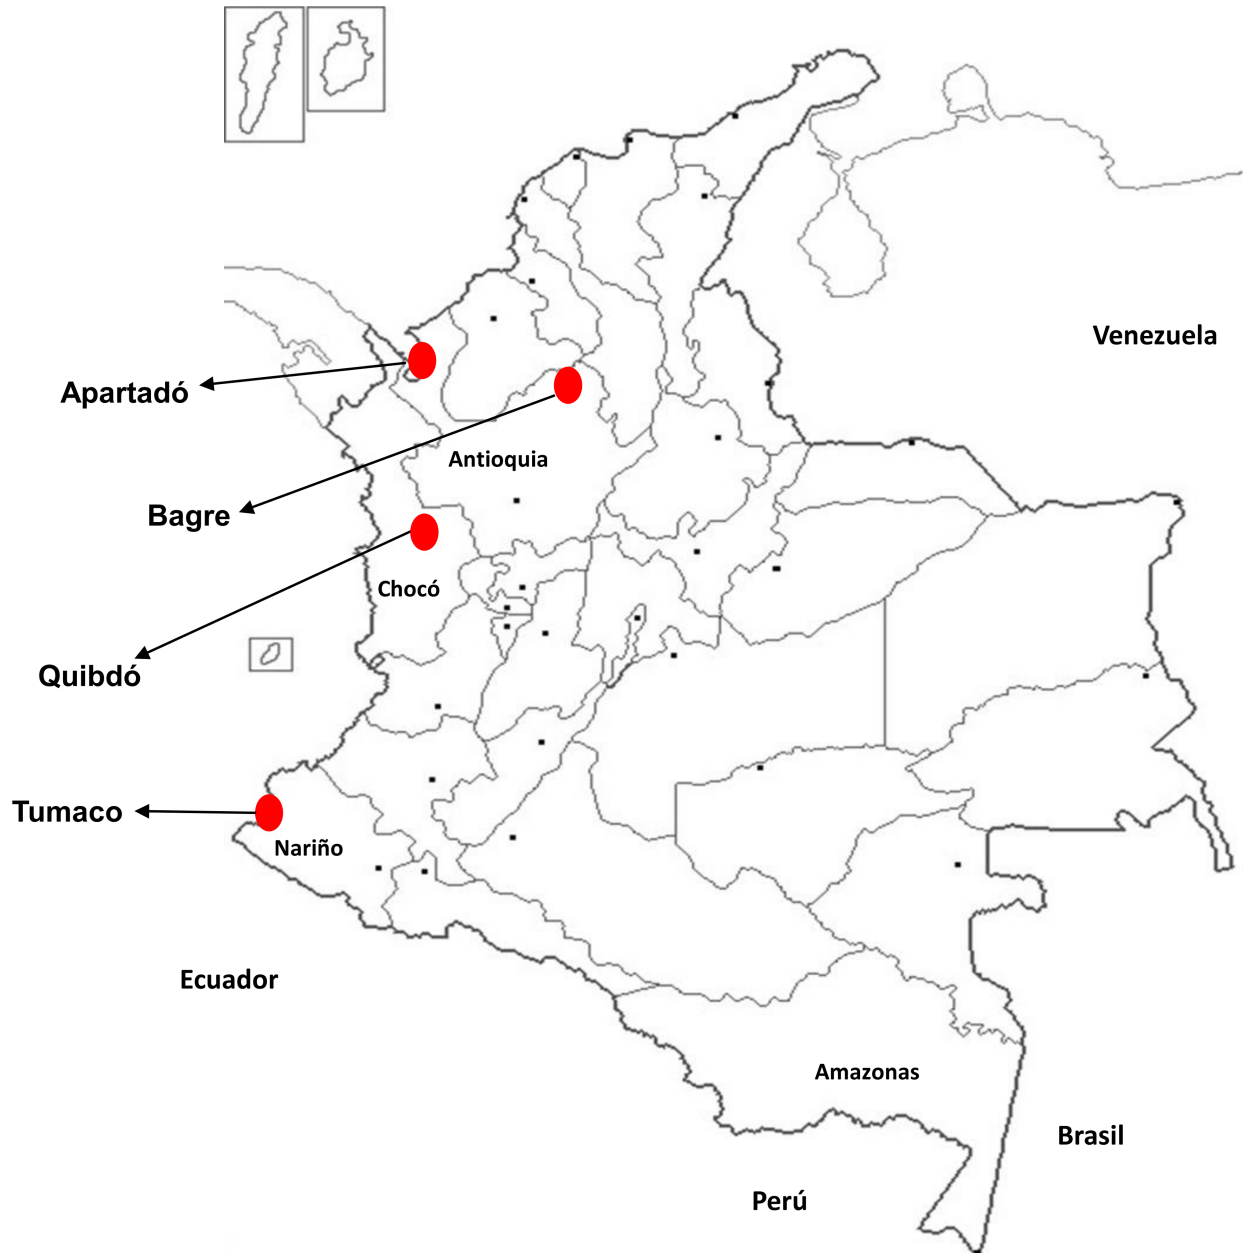 Venezuela
Apartadó
Antioquia
Bagre
Chocó
Quibdó
Tumaco
Nariño
Ecuador
Amazonas
Brasil
Perú